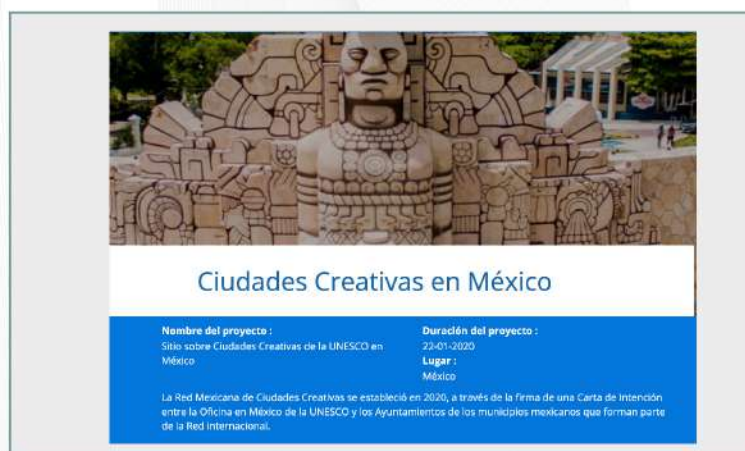 Ciudades Creativas en México
Nombre del proyecto :
Sitio sobre Ciudades Creativas de la UNESCO en
México
Duración del proyecto :
22-01-2020
Lugar :
México
La Red Mexicana de Ciudades Creativas se estableció en 2020, a través de la firma de una Carta de Intención
entre la Oficina en México de la UNESCO y los Ayuntamientos de los municipios mexicanos que forman parte
de la Red internacional.